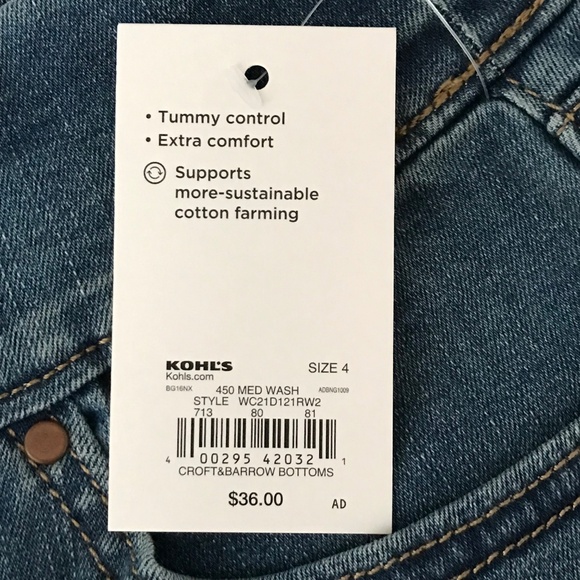 • Tummy control
• Extra comfort
Supports
more-sustainable
cotton farming
KOHL'S SIZE 4
Kohls.com
BG16NX 450 MED WASH ADBNG1009
STYLE WC21D121RW2
713 80 81
4 00295 42032 1
CROFT&BARROW BOTTOMS
$36.00 AD